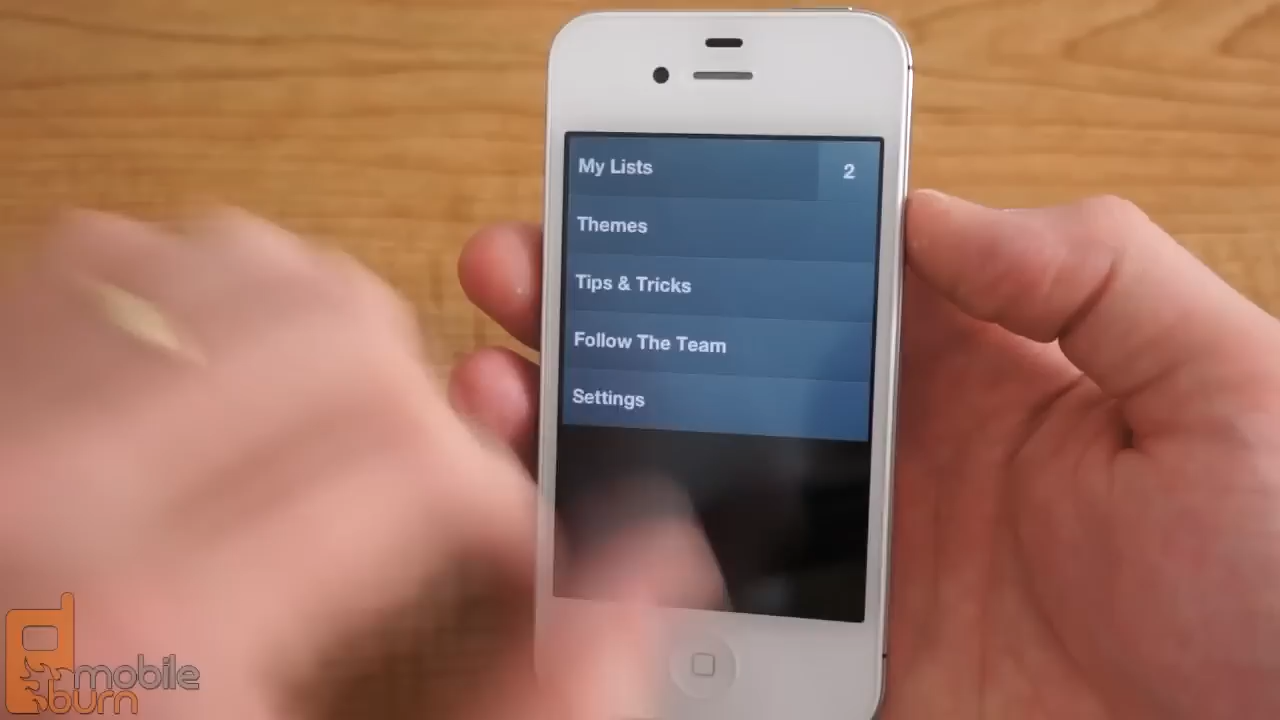 My Lists 2
Themes
Tips & Tricks
Follow The Team
Settings
mobile
burn